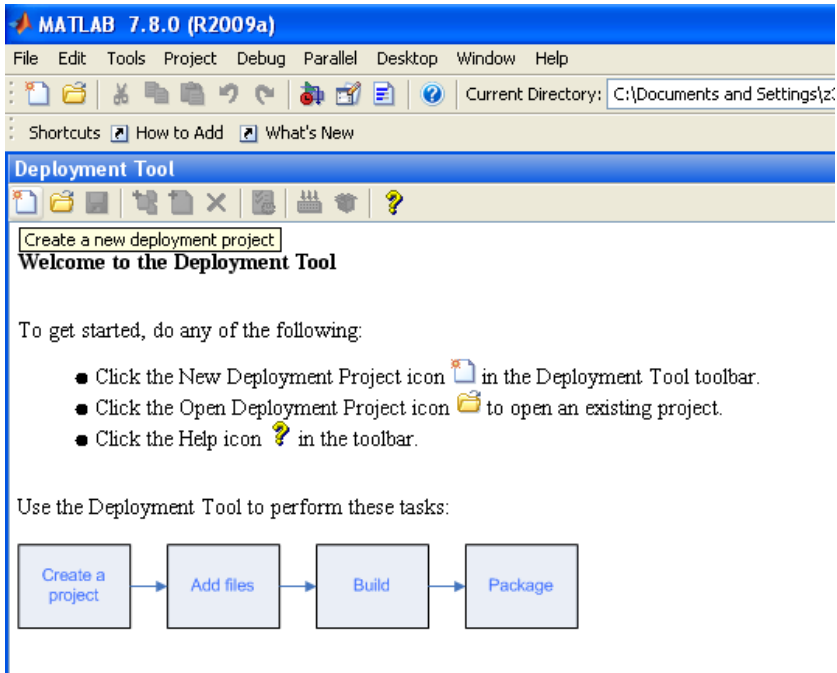 MATLAB 7.8.0 (R2009a)
File Edit Tools Project Debug Parallel Desktop Window Help
Current Directory: C:\Documents and Settings\z3
Shortcuts How to Add What's New
Deployment Tool
Create a new deployment project
Welcome to the Deployment Tool
To get started, do any of the following:
Click the New Deployment Project icon in the Deployment Tool toolbar.
Click the Open Deployment Project icon to open an existing project.
Click the Help icon ? in the toolbar.
Use the Deployment Tool to perform these tasks:
Create a
project
Add files
Build
Package